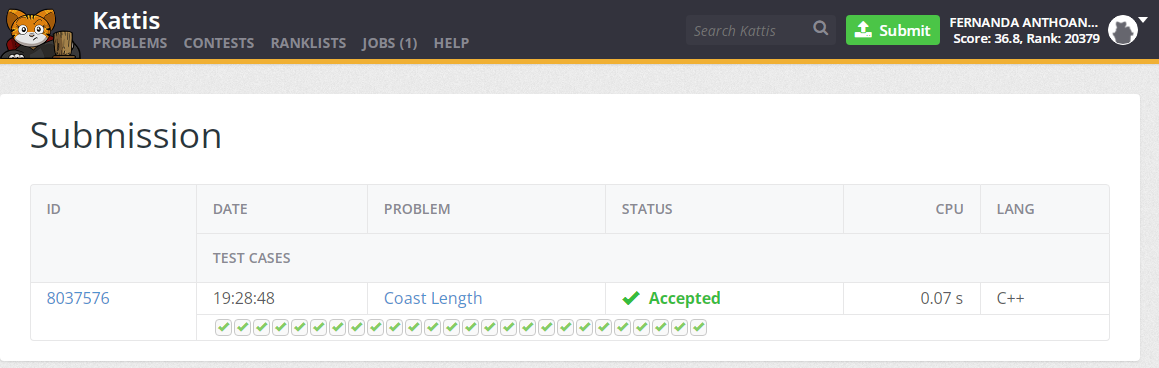 Kattis
PROBLEMS CONTESTS RANKLISTS JOBS (1) HELP
Search Kattis
Submit
FERNANDA ANTHOAN...
Score: 36.8, Rank: 20379
Submission
ID DATE PROBLEM STATUS CPU LANG
TEST CASES
8037576 19:28:48 Coast Length Accepted 0.07 s C++